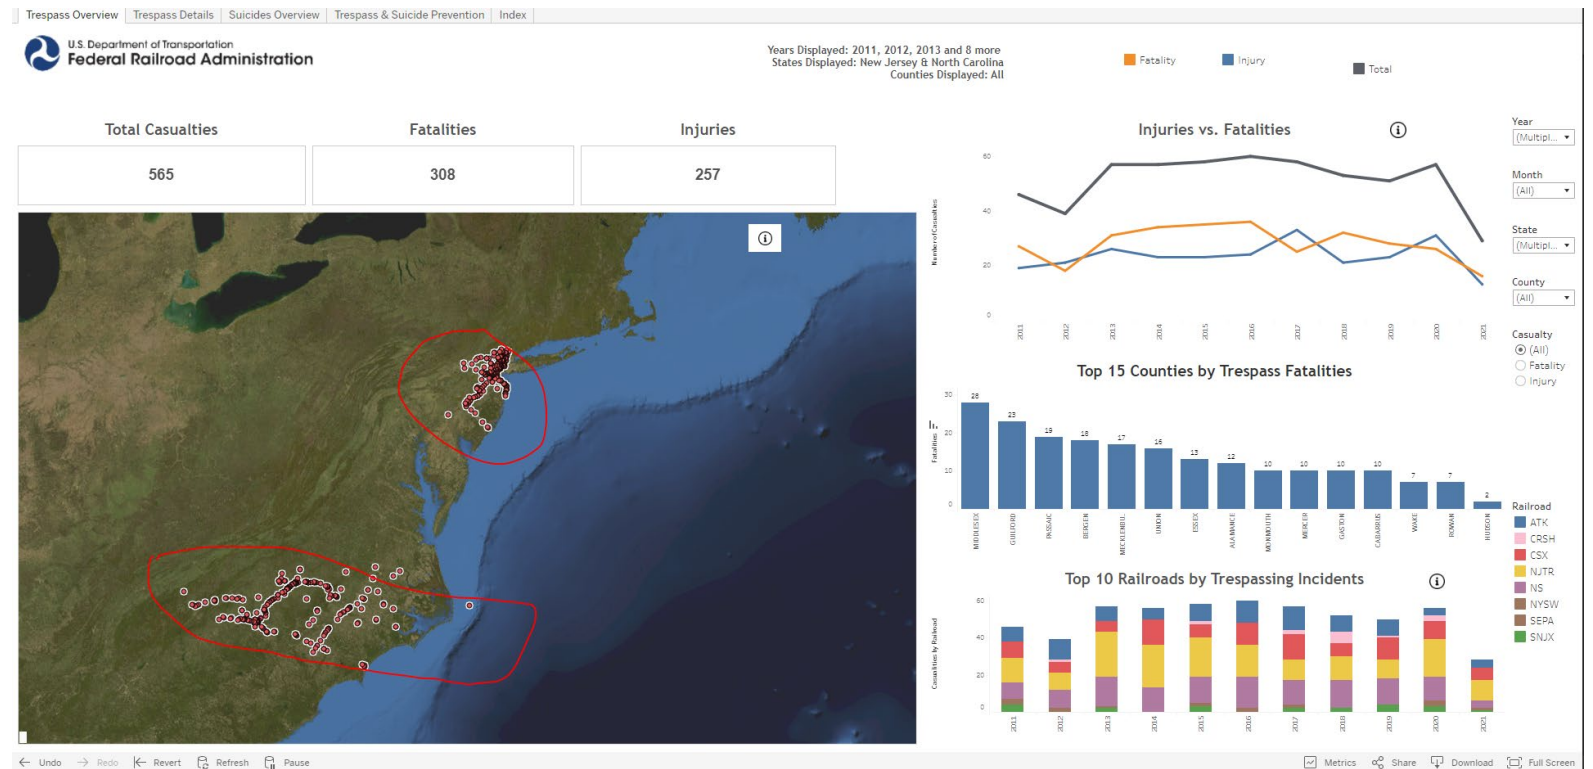 Trespass Overview
Trespass Details
Suicides Overview
Trespass & Suicide Prevention
Index
U.S. Department of Transportation
Federal Railroad Administration
Years Displayed: 2011, 2012, 2013 and 8 more
States Displayed: New Jersey & North Carolina
Counties Displayed: All
Fatality
Injury
Total
Total Casualties
Fatalities
Injuries
565
308
257
Injuries vs. Fatalities
Number of Casualties
60
40
20
0
2011
2012
2013
2014
2015
2016
2017
2018
2019
2020
2021
Year
(Multipl...
Month
(All)
State
(Multipl...
County
(All)
Casualty
(All)
Fatality
Injury
Top 15 Counties by Trespass Fatalities
Fatalities
30
20
10
0
28
23
19
18
17
16
13
12
10
10
10
10
7
7
2
MIDDLESEX
GUILFORD
PASSAIC
BERGEN
MECKLENBU..
UNION
ESSEX
ALAMANCE
MONMOUTH
MERCER
GASTON
CABARRUS
WAKE
ROWAN
HUDSON
Top 10 Railroads by Trespassing Incidents
Casualties by Railroad
60
40
20
0
2011
2012
2013
2014
2015
2016
2017
2018
2019
2020
2021
Railroad
ATK
CRSH
CSX
NJTR
NS
NYSW
SEPA
SNJX
Undo
Redo
Revert
Refresh
Pause
Metrics
Share
Download
Full Screen